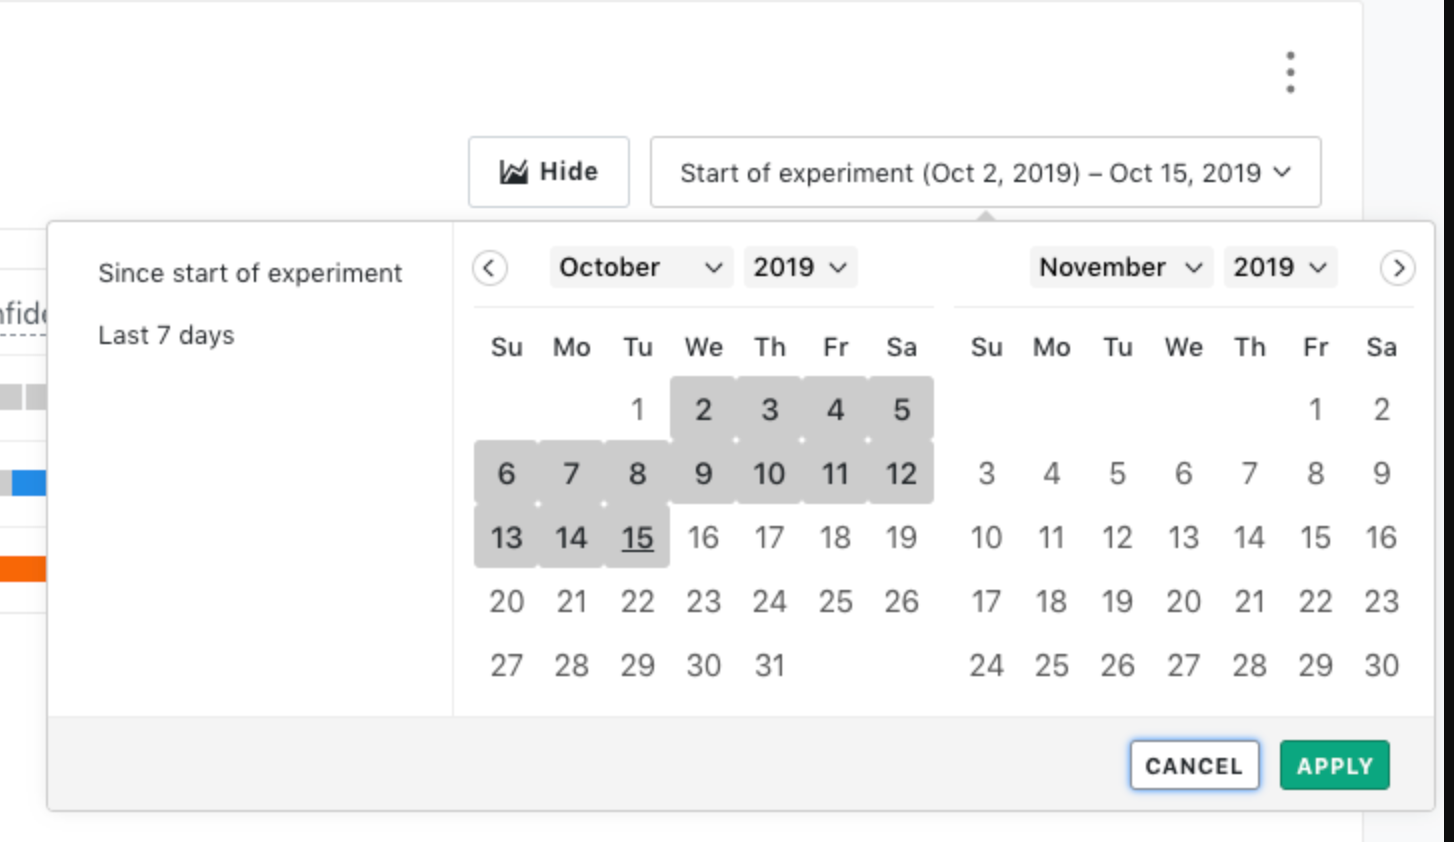 Hide
Start of experiment (Oct 2, 2019) – Oct 15, 2019
Since start of experiment
Last 7 days
nfide
October 2019
Su Mo Tu We Th Fr Sa
1 2 3 4 5
6 7 8 9 10 11 12
13 14 15 16 17 18 19
20 21 22 23 24 25 26
27 28 29 30 31
November 2019
Su Mo Tu We Th Fr Sa
1 2
3 4 5 6 7 8 9
10 11 12 13 14 15 16
17 18 19 20 21 22 23
24 25 26 27 28 29 30
CANCEL
APPLY